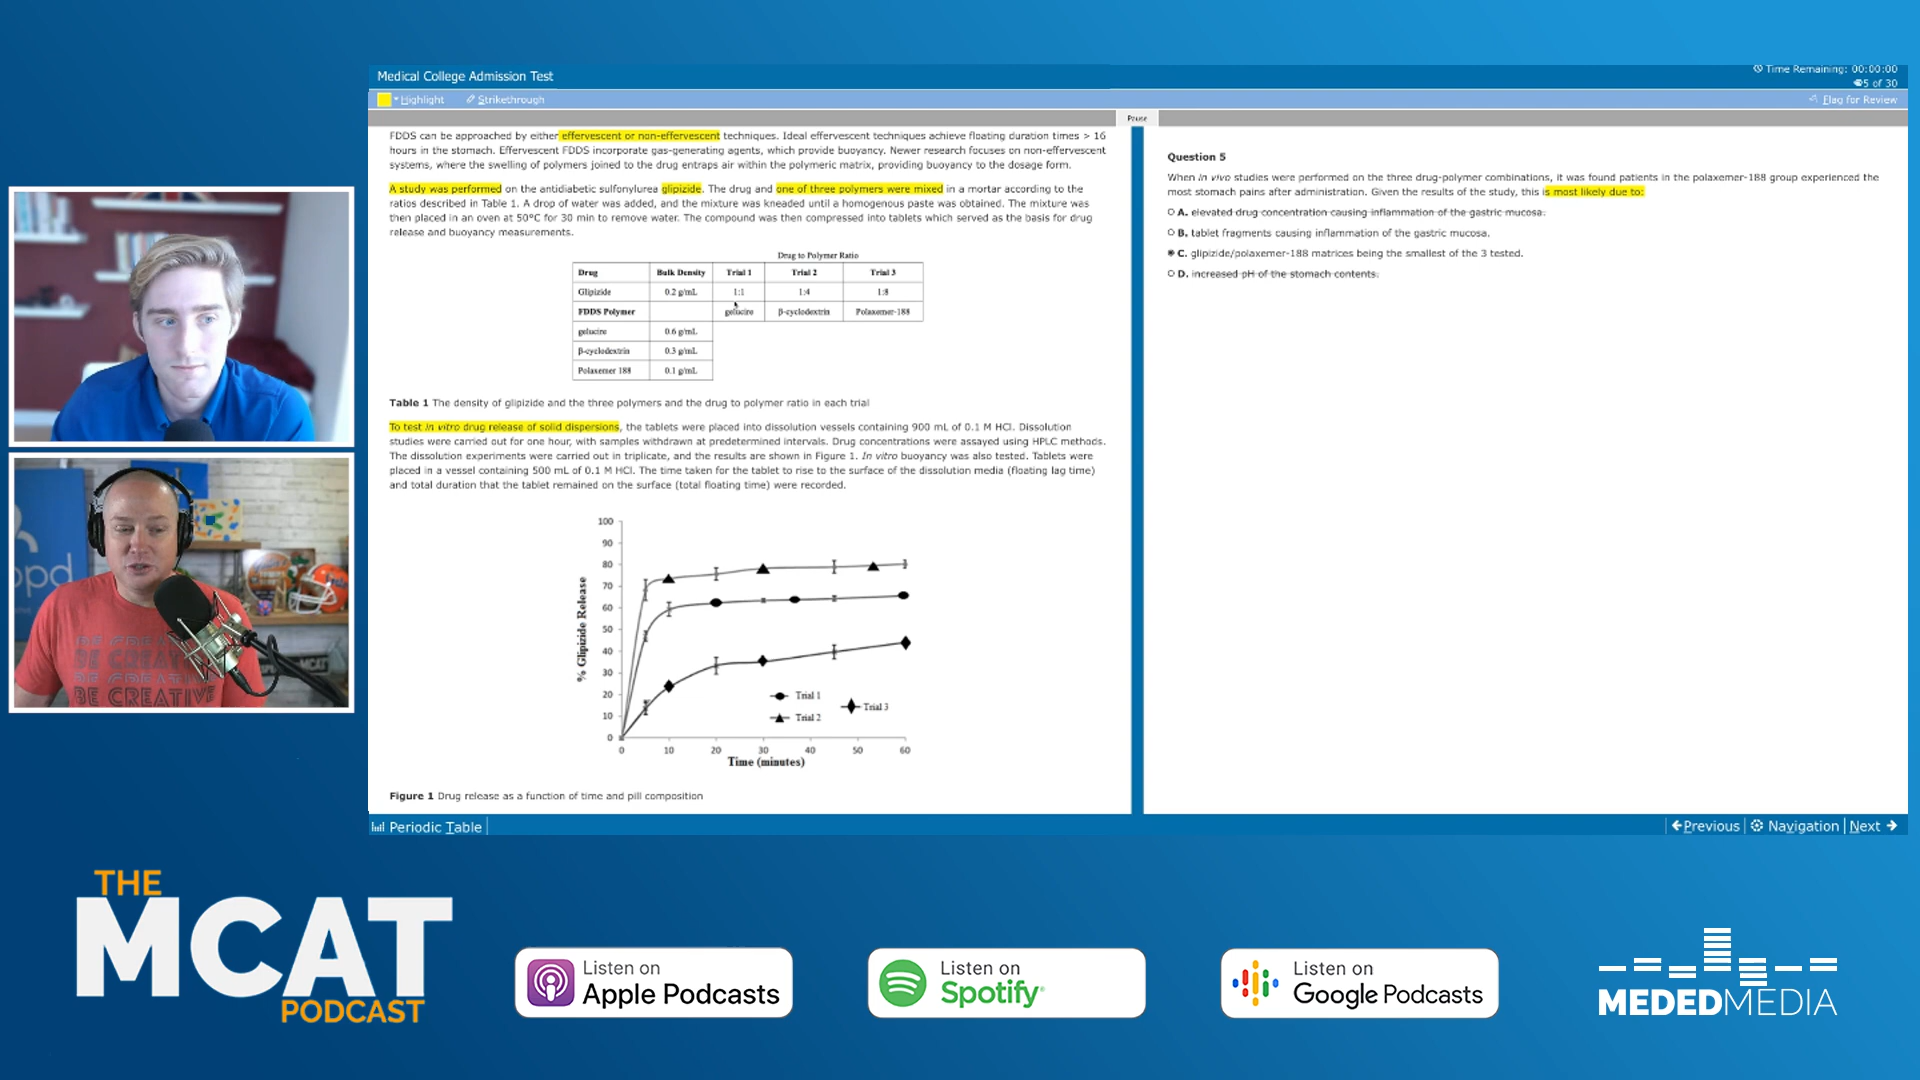 Medical College Admission Test
Time Remaining: 00:00:00
5 of 30
Highlight
Strikethrough
Flag for Review
Pause
FDDS can be approached by either effervescent or non-effervescent techniques. Ideal effervescent techniques achieve floating duration times > 16
hours in the stomach. Effervescent FDDS incorporate gas-generating agents, which provide buoyancy. Newer research focuses on non-effervescent
systems, where the swelling of polymers joined to the drug entraps air within the polymeric matrix, providing buoyancy to the dosage form.
A study was performed on the antidiabetic sulfonylurea glipizide. The drug and one of three polymers were mixed in a mortar according to the
ratios described in Table 1. A drop of water was added, and the mixture was kneaded until a homogenous paste was obtained. The mixture was
then placed in an oven at 50°C for 30 min to remove water. The compound was then compressed into tablets which served as the basis for drug
release and buoyancy measurements.
Drug to Polymer Ratio
Drug Bulk Density Trial 1 Trial 2 Trial 3
Glipizide 0.2 g/mL 1:1 1:4 1:8
FDDS Polymer gelucire β-cyclodextrin Polaxemer-188
gelucire 0.6 g/mL
β-cyclodextrin 0.3 g/mL
Polaxemer 188 0.1 g/mL
Table 1 The density of glipizide and the three polymers and the drug to polymer ratio in each trial
To test in vitro drug release of solid dispersions, the tablets were placed into dissolution vessels containing 900 mL of 0.1 M HCl. Dissolution
studies were carried out for one hour, with samples withdrawn at predetermined intervals. Drug concentrations were assayed using HPLC methods.
The dissolution experiments were carried out in triplicate, and the results are shown in Figure 1. In vitro buoyancy was also tested. Tablets were
placed in a vessel containing 500 mL of 0.1 M HCl. The time taken for the tablet to rise to the surface of the dissolution media (floating lag time)
and total duration that the tablet remained on the surface (total floating time) were recorded.
100
90
80
70
60
50
40
30
20
10
0
% Glipizide Release
Trial 1
Trial 2
Trial 3
0 10 20 30 40 50 60
Time (minutes)
Figure 1 Drug release as a function of time and pill composition
Question 5
When in vivo studies were performed on the three drug-polymer combinations, it was found patients in the polaxemer-188 group experienced the
most stomach pains after administration. Given the results of the study, this is most likely due to:
A. elevated drug concentration causing inflammation of the gastric mucosa.
B. tablet fragments causing inflammation of the gastric mucosa.
C. glipizide/polaxemer-188 matrices being the smallest of the 3 tested.
D. increased pH of the stomach contents.
Periodic Table
Previous
Navigation
Next
opd
BE CREATIVE
BE CREATIVE
MCAT
THE
MCAT
PODCAST
Listen on
Apple Podcasts
Listen on
Spotify
Listen on
Google Podcasts
MEDEDMEDIA